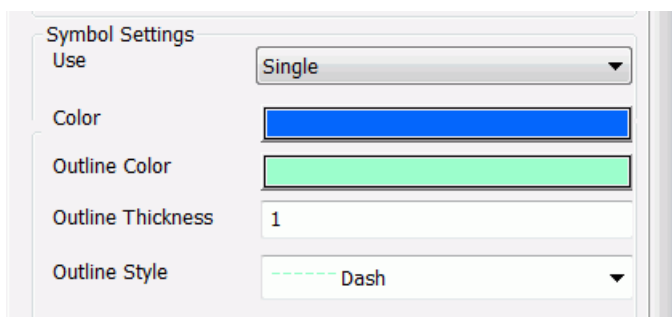 Symbol Settings
Use Single
Color
Outline Color
Outline Thickness 1
Outline Style Dash